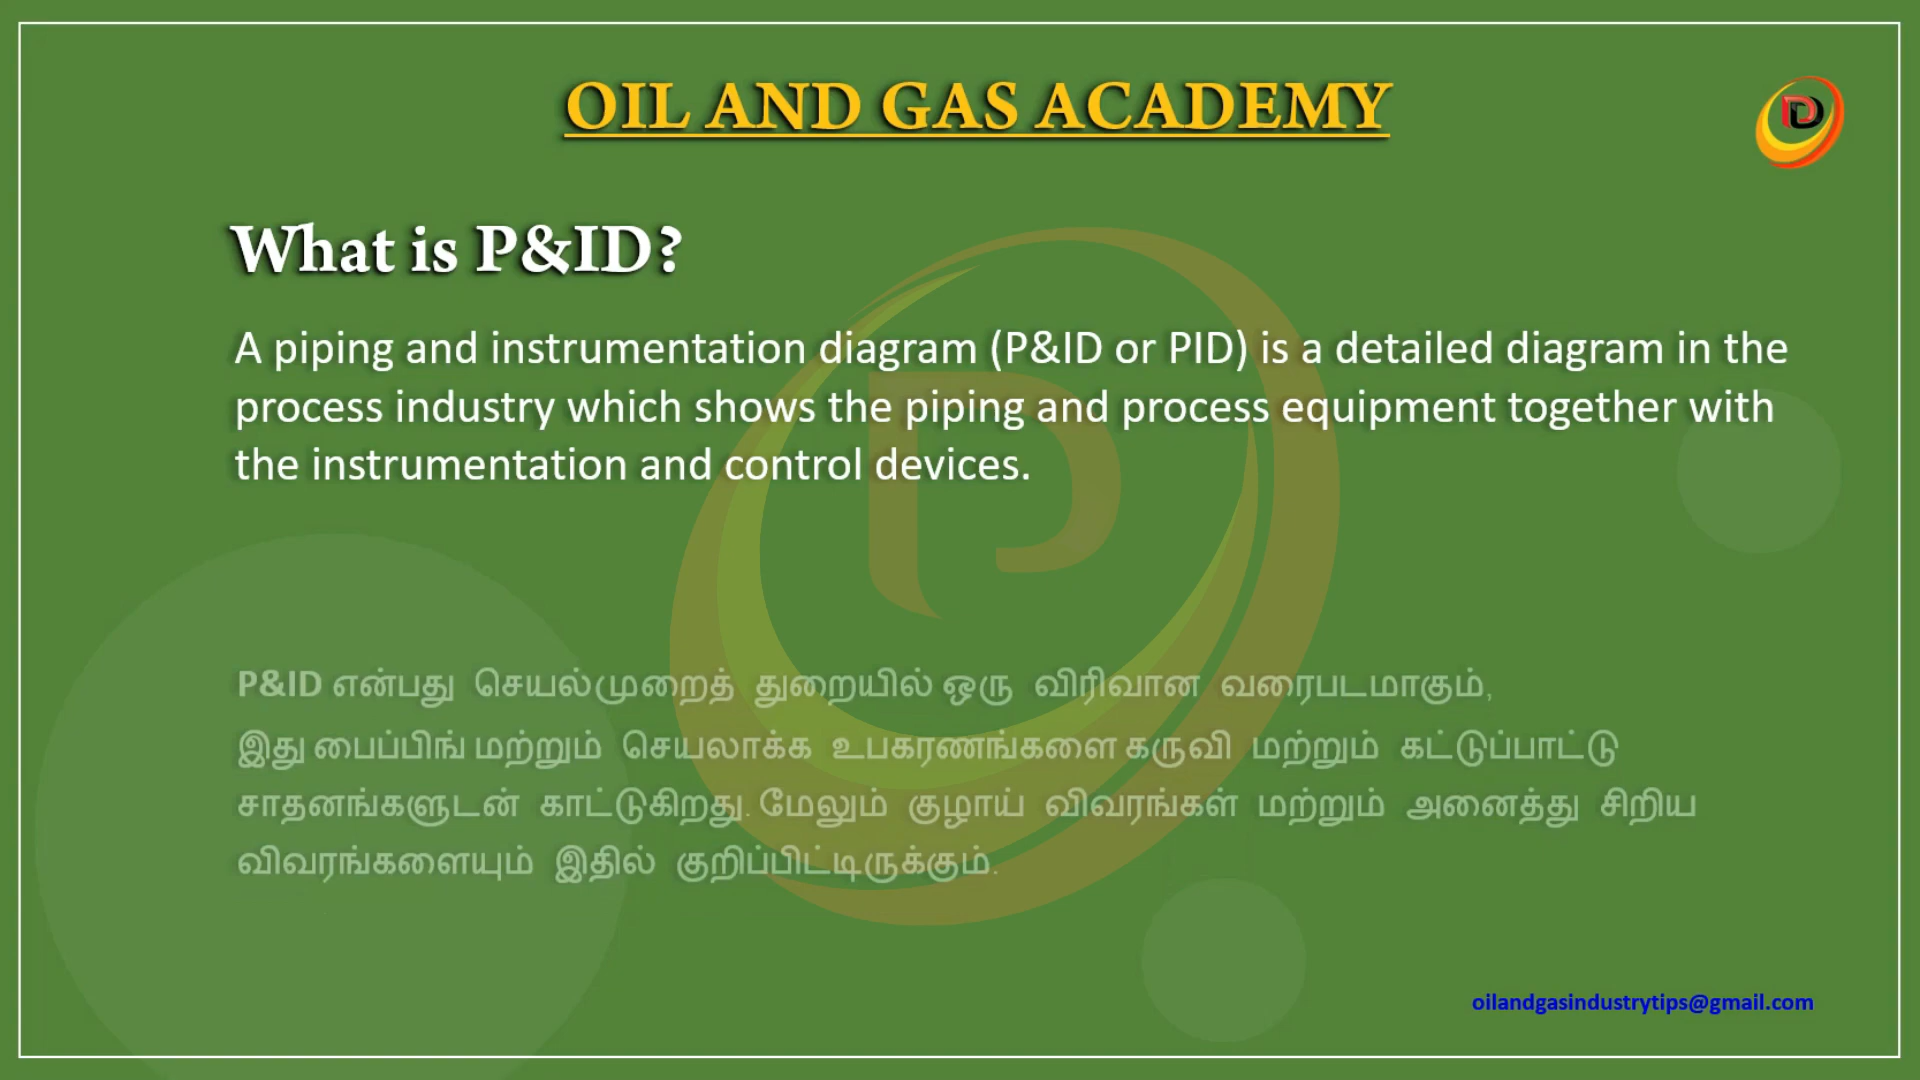 OIL AND GAS ACADEMY
What is P&ID?
A piping and instrumentation diagram (P&ID or PID) is a detailed diagram in the
process industry which shows the piping and process equipment together with
the instrumentation and control devices.
P&ID என்பது செயல்முறைத் துறையில் ஒரு விரிவான வரைபடமாகும்,
இது பைப்பிங் மற்றும் செயலாக்க உபகரணங்களை கருவி மற்றும் கட்டுப்பாட்டு
சாதனங்களுடன் காட்டுகிறது. மேலும் குழாய் விவரங்கள் மற்றும் அனைத்து சிறிய
விவரங்களையும் இதில் குறிப்பிட்டிருக்கும்.
oilandgasindustrytips@gmail.com